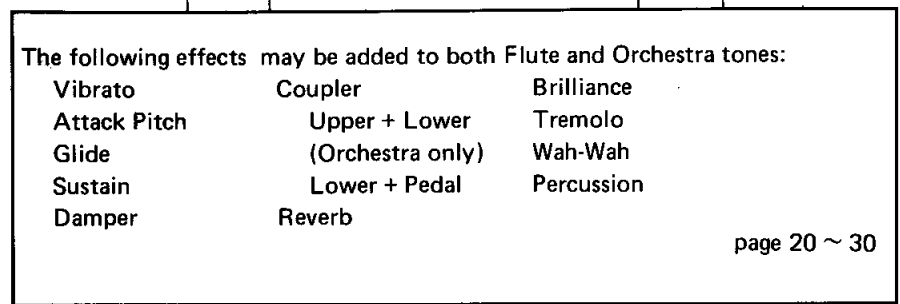 The following effects may be added to both Flute and Orchestra tones:
Vibrato
Attack Pitch
Glide
Sustain
Damper
Coupler
Upper + Lower
(Orchestra only)
Lower + Pedal
Reverb
Brilliance
Tremolo
Wah-Wah
Percussion
page 20 ~ 30